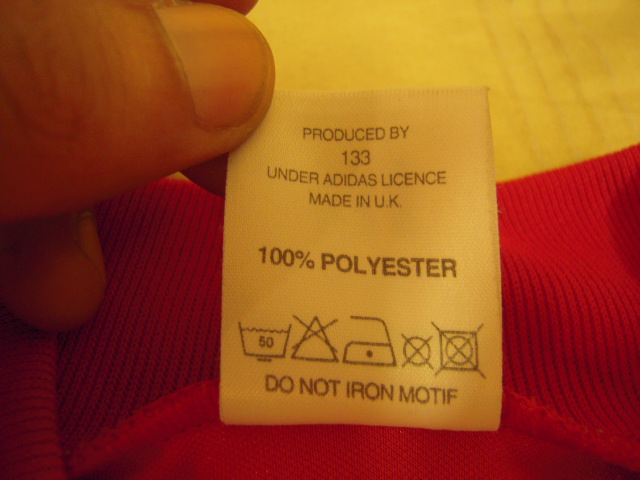 PRODUCED BY
133
UNDER ADIDAS LICENCE
MADE IN U.K.
100% POLYESTER
50
DO NOT IRON MOTIF